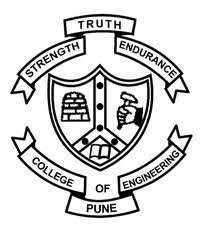 TRUTH
STRENGTH
ENDURANCE
COLLEGE
OF
ENGINEERING
PUNE